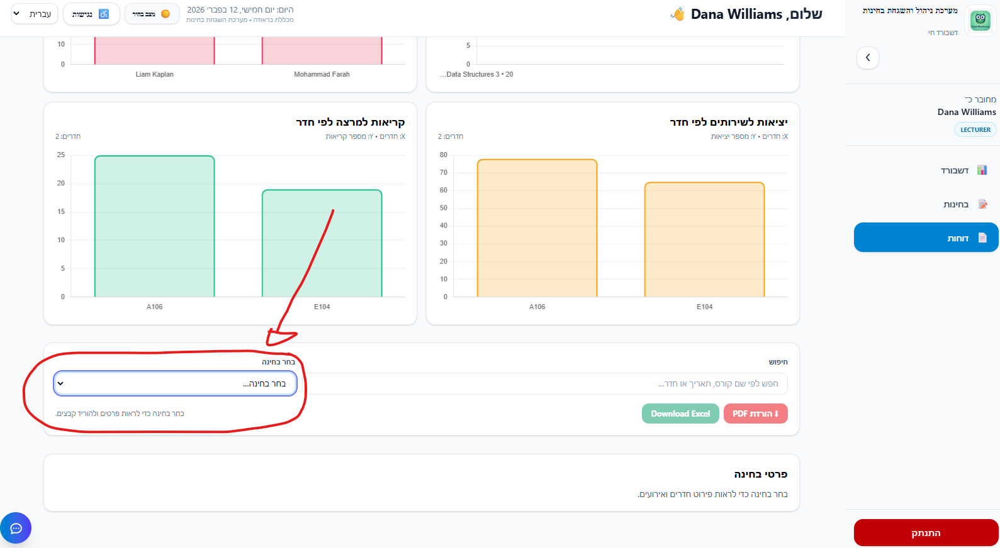 מערכת ניהול והשגחת בחינות
דשבורד חי
מחובר כ־
Dana Williams
LECTURER
דשבורד
בחינות
דוחות
התנתק
שלום, Dana Williams
היום: יום חמישי, 12 בפבר׳ 2026
מכללת בראודה • מערכת השגחת בחינות
מצב בהיר
נגישות
עברית
5
0
...Data Structures 3 • 20
10
0
Liam Kaplan
Mohammad Farah
יציאות לשירותים לפי חדר
X: חדרים • Y: מספר יציאות
חדרים: 2
80
70
60
50
40
30
20
10
0
A106
E104
קריאות למרצה לפי חדר
X: חדרים • Y: מספר קריאות
חדרים: 2
25
20
15
10
5
0
A106
E104
חיפוש
חפש לפי שם קורס, תאריך או חדר...
בחר בחינה
בחר בחינה...
⬇ הורדת PDF
Download Excel
בחר בחינה כדי לראות פרטים ולהוריד קבצים.
פרטי בחינה
בחר בחינה כדי לראות פירוט חדרים ואירועים.